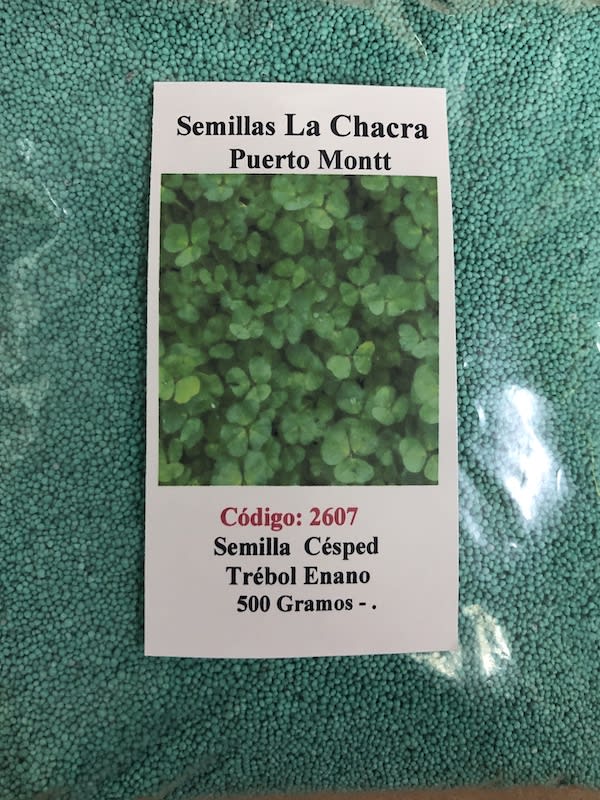 Semillas La Chacra
Puerto Montt
Código: 2607
Semilla Césped
Trébol Enano
500 Gramos - .